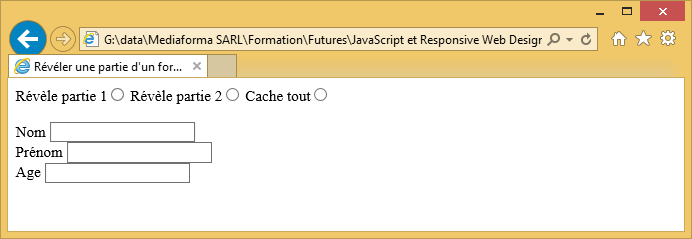 G:\data\Mediaforma SARL\Formation\Futures\JavaScript et Responsive Web Design
Révéler une partie d'un for...
Révèle partie 1 Révèle partie 2 Cache tout
Nom
Prénom
Age